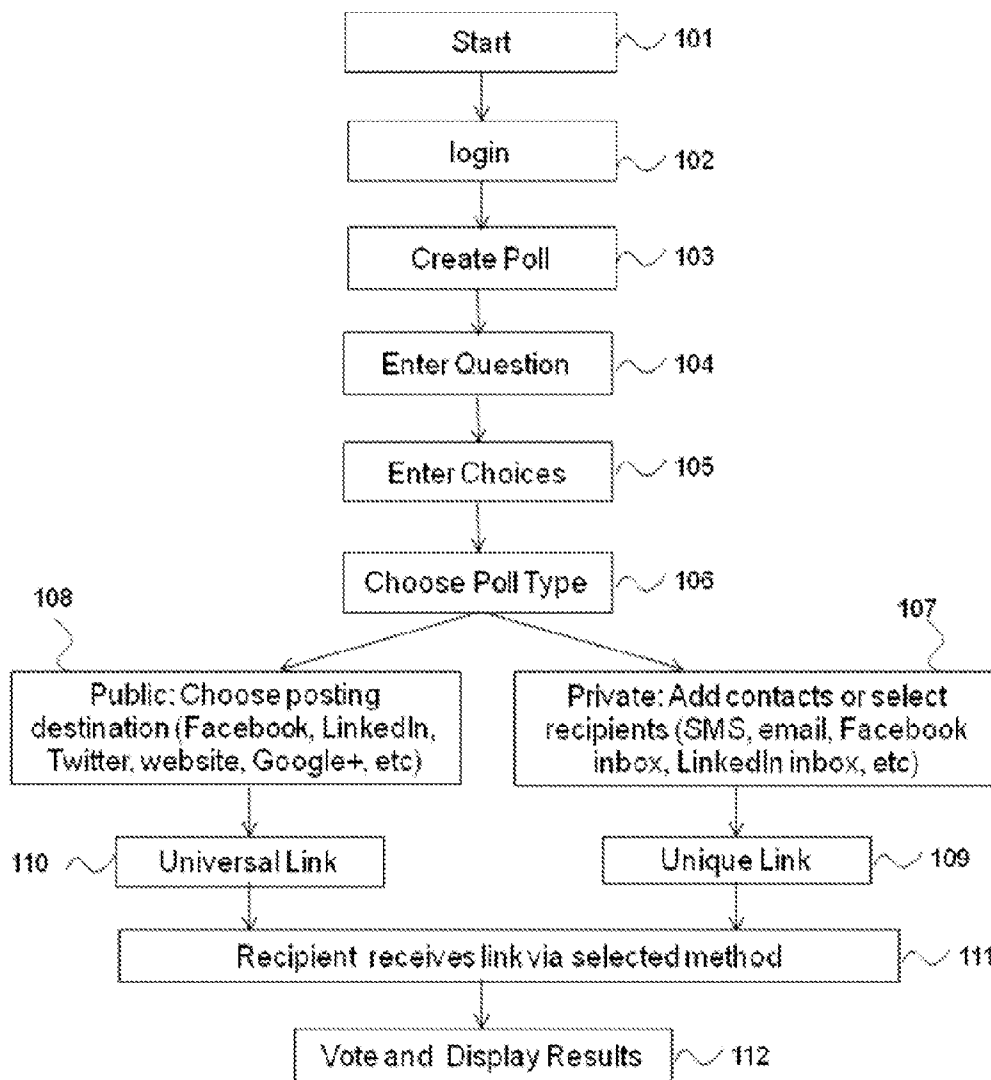 Start
101
login
102
Create Poll
103
Enter Question
104
Enter Choices
105
Choose Poll Type
106
108
107
Public: Choose posting
destination (Facebook, LinkedIn,
Twitter, website, Google+, etc)
Private: Add contacts or select
recipients (SMS, email, Facebook
inbox, LinkedIn inbox, etc)
110
Universal Link
Unique Link
109
Recipient receives link via selected method
111
Vote and Display Results
112